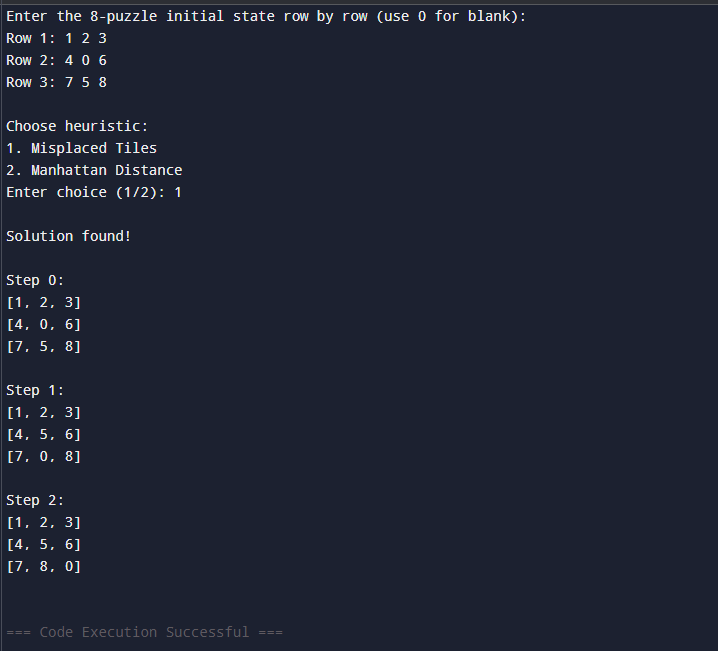 Enter the 8-puzzle initial state row by row (use 0 for blank):
Row 1: 1 2 3
Row 2: 4 0 6
Row 3: 7 5 8
Choose heuristic:
1. Misplaced Tiles
2. Manhattan Distance
Enter choice (1/2): 1
Solution found!
Step 0:
[1, 2, 3]
[4, 0, 6]
[7, 5, 8]
Step 1:
[1, 2, 3]
[4, 5, 6]
[7, 0, 8]
Step 2:
[1, 2, 3]
[4, 5, 6]
[7, 8, 0]
=== Code Execution Successful ===